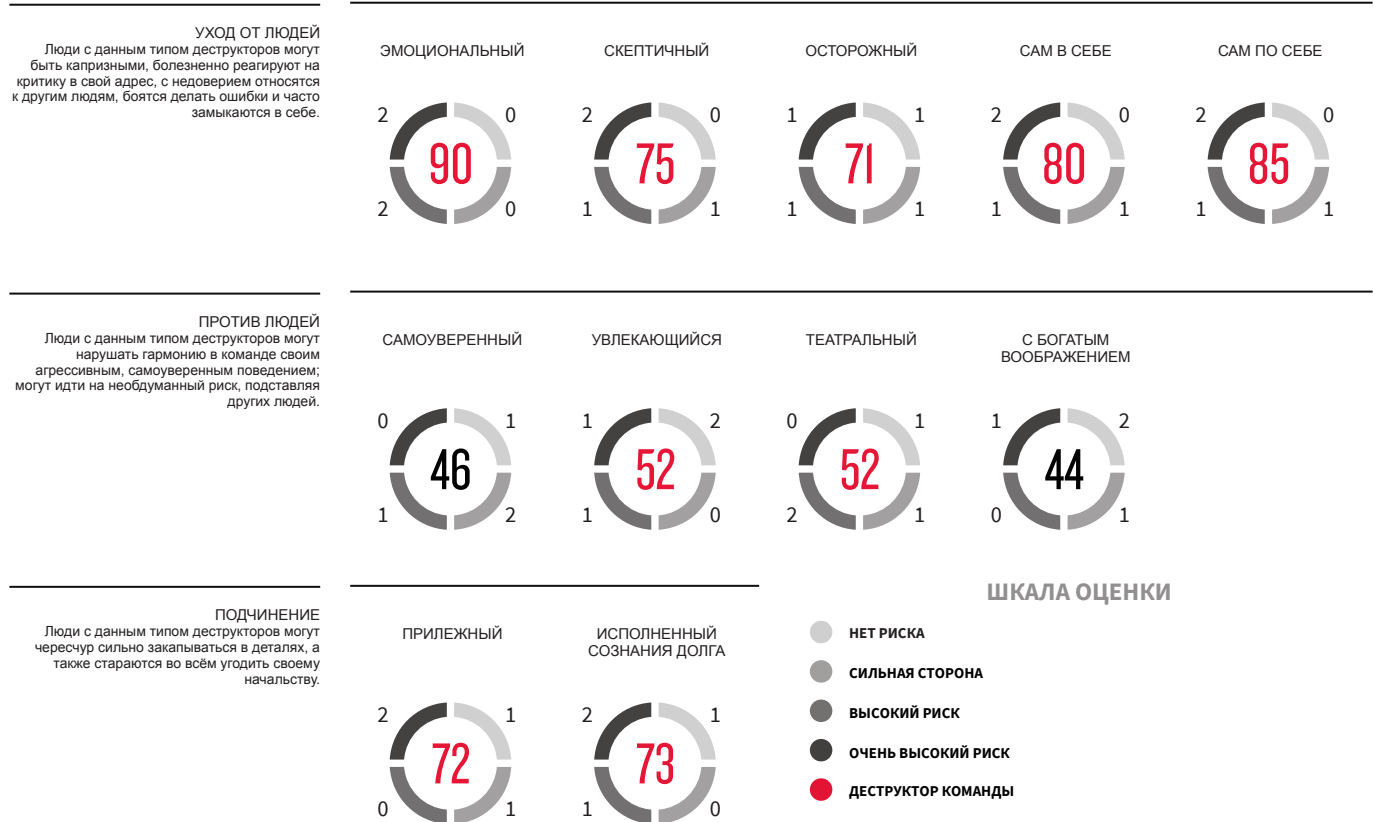 УХОД ОТ ЛЮДЕЙ
Люди с данным типом деструкторов могут
быть капризными, болезненно реагируют на
критику в свой адрес, с недоверием относятся
к другим людям, боятся делать ошибки и часто
замыкаются в себе.
ЭМОЦИОНАЛЬНЫЙ
2 0
90
2 0
СКЕПТИЧНЫЙ
2 0
75
1 1
ОСТОРОЖНЫЙ
1 1
71
1 1
САМ В СЕБЕ
2 0
80
1 1
САМ ПО СЕБЕ
2 0
85
1 1
ПРОТИВ ЛЮДЕЙ
Люди с данным типом деструкторов могут
нарушать гармонию в команде своим
агрессивным, самоуверенным поведением;
могут идти на необдуманный риск, подставляя
других людей.
САМОУВЕРЕННЫЙ
0 1
46
1 2
УВЛЕКАЮЩИЙСЯ
1 2
52
1 0
ТЕАТРАЛЬНЫЙ
0 1
52
2 1
С БОГАТЫМ
ВООБРАЖЕНИЕМ
1 2
44
0 1
ПОДЧИНЕНИЕ
Люди с данным типом деструкторов могут
чересчур сильно закапываться в деталях, а
также стараются во всём угодить своему
начальству.
ПРИЛЕЖНЫЙ
2 1
72
0 1
ИСПОЛНЕННЫЙ
СОЗНАНИЯ ДОЛГА
2 1
73
1 0
ШКАЛА ОЦЕНКИ
НЕТ РИСКА
СИЛЬНАЯ СТОРОНА
ВЫСОКИЙ РИСК
ОЧЕНЬ ВЫСОКИЙ РИСК
ДЕСТРУКТОР КОМАНДЫ